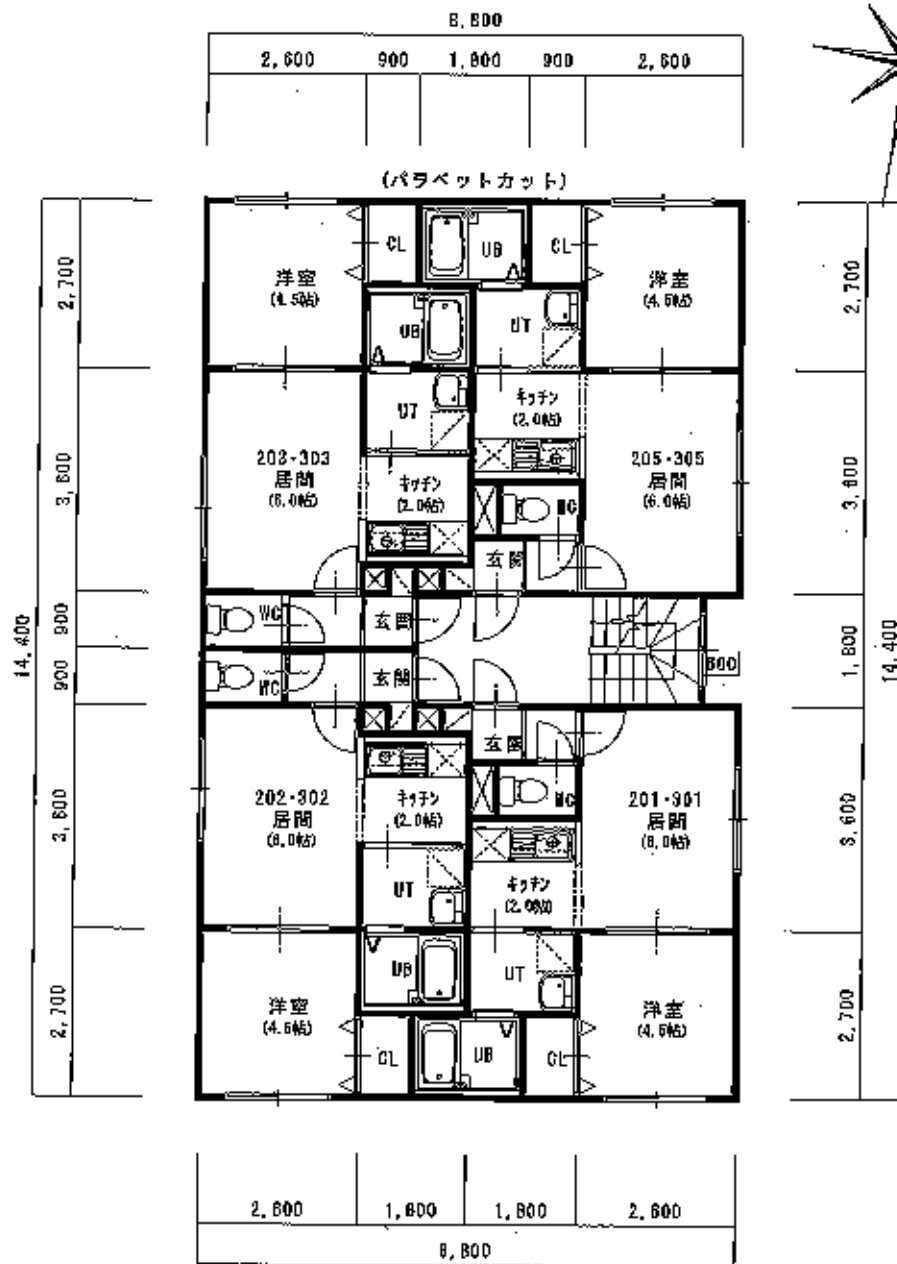 8,800
2,600 900 1,800 900 2,600
(パラペットカット)
CL UB CL
洋室
(4.5帖)
洋室
(4.5帖)
2,700
2,700
UB UT
キッチン
(2.0帖)
UT
203・303
居間
(6.0帖)
キッチン
(2.0帖)
205・305
居間
(6.0帖)
3,600
3,600
WC
玄関
WC 玄関
900
14,400
900
1,800
14,400
600
WC 玄関
玄関
WC
202・302
居間
(6.0帖)
キッチン
(2.0帖)
201・301
居間
(6.0帖)
3,600
3,600
UT
キッチン
(2.0帖)
UB UT
洋室
(4.5帖)
洋室
(4.5帖)
2,700
2,700
CL UB CL
2,600 1,800 1,800 2,600
8,800